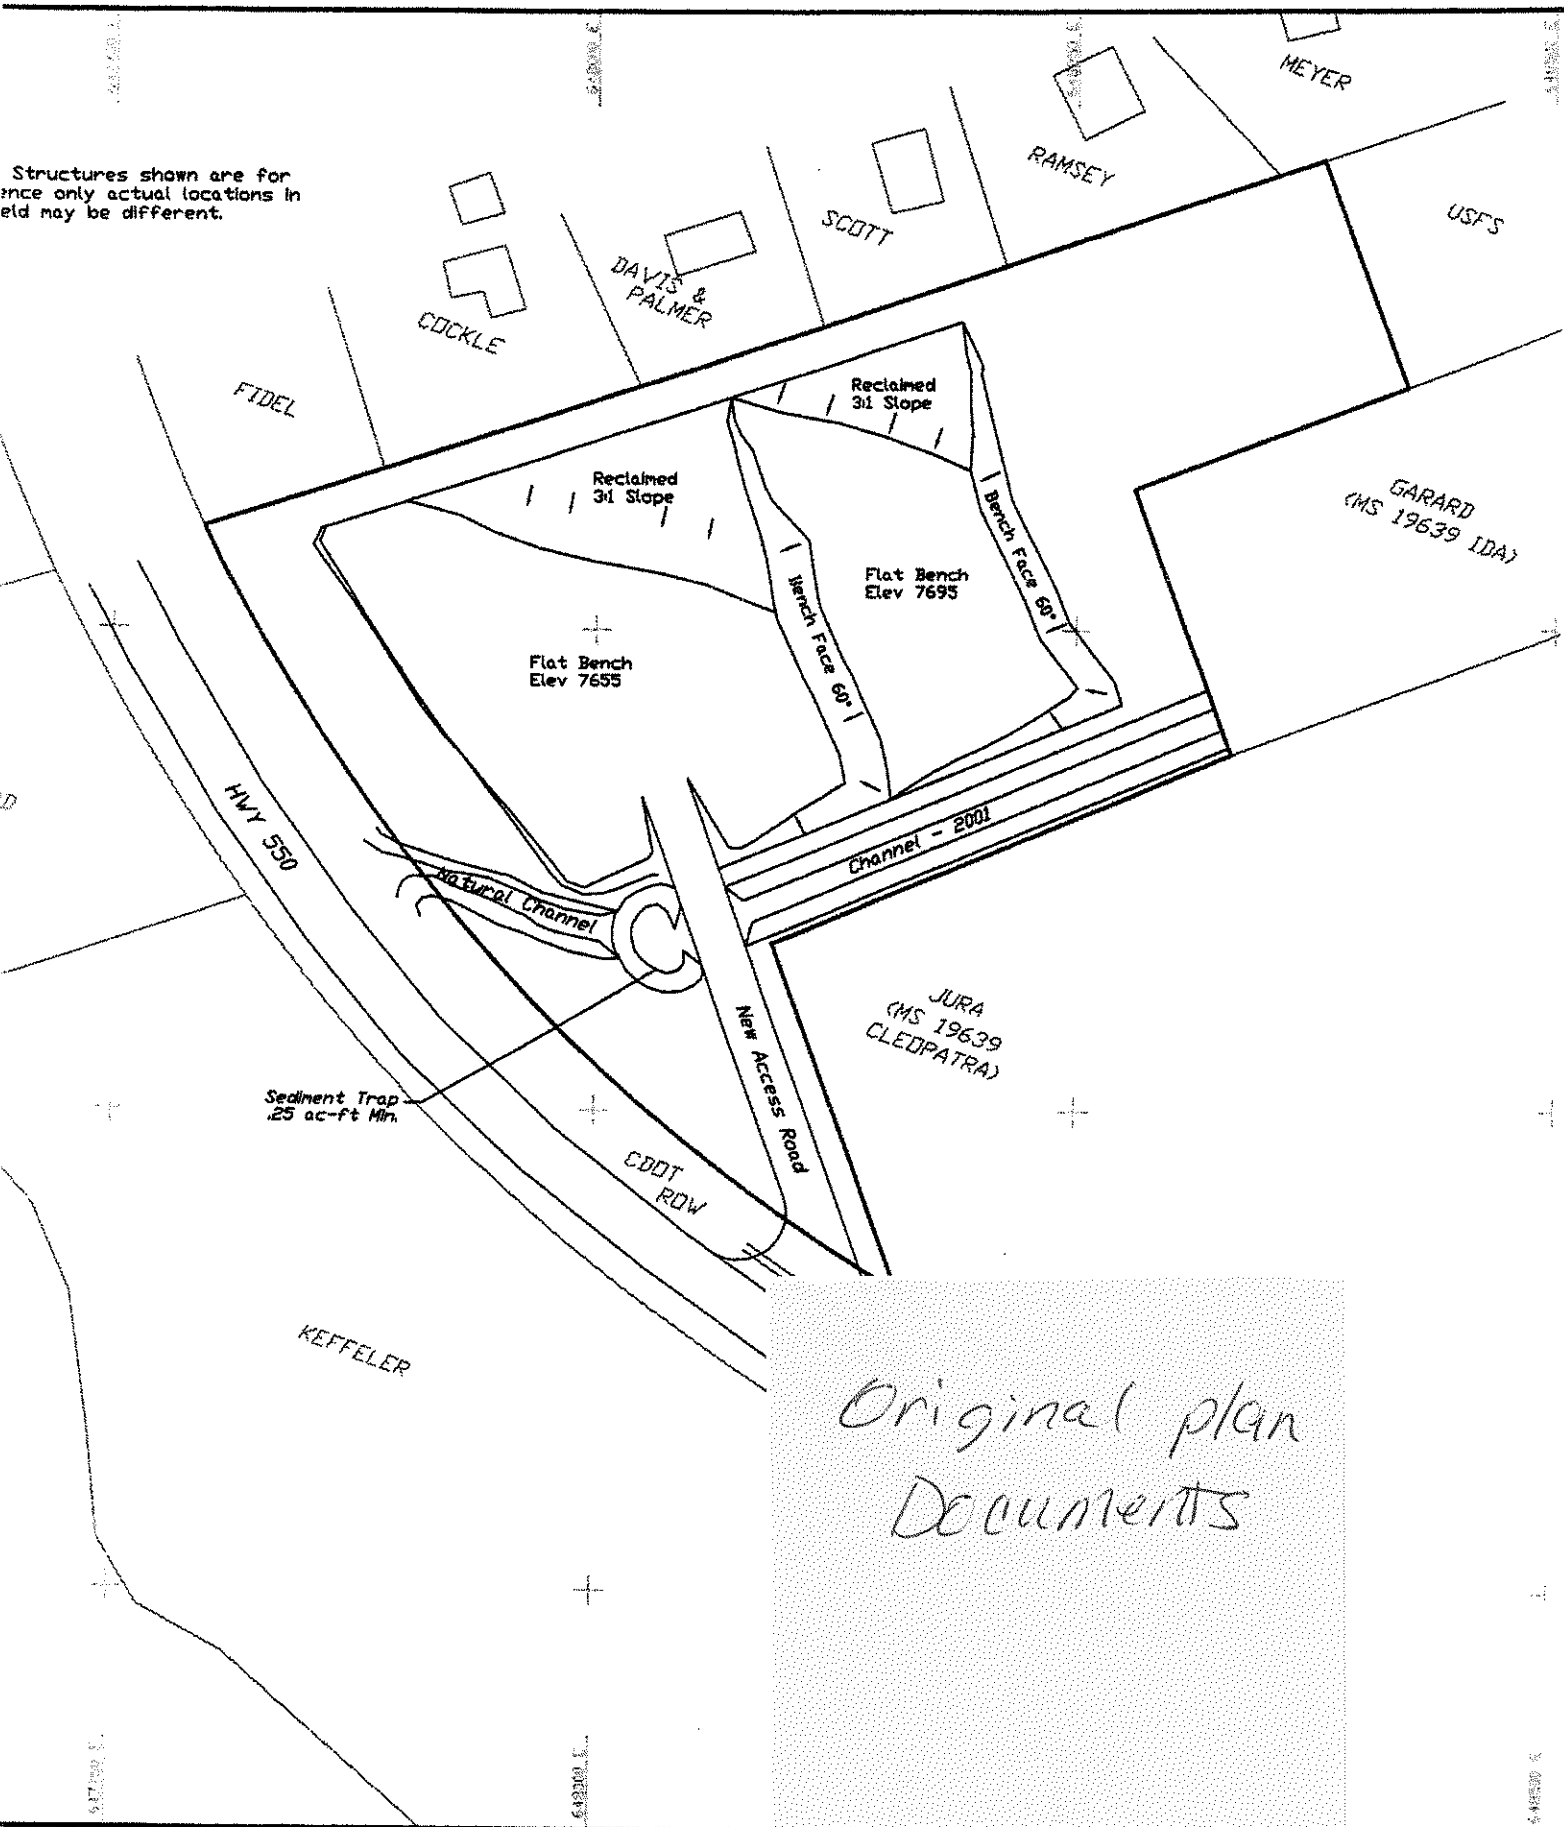 MEYER
Structures shown are for
ence only actual locations in
eld may be different.
RAMSEY
USFS
SCOTT
DAVIS &
PALMER
COCKLE
FIDEL
Reclaimed
3:1 Slope
Reclaimed
3:1 Slope
GARARD
(MS 19639 IDA)
Bench Face 60°
Flat Bench
Elev 7695
Bench Face 60°
Flat Bench
Elev 7655
HWY 550
Channel - 2001
Natural Channel
JURA
(MS 19639
CLEOPATRA)
New Access Road
Sediment Trap
.25 ac-ft Min.
CDOT
ROW
KEFFELER
Original plan
Documents